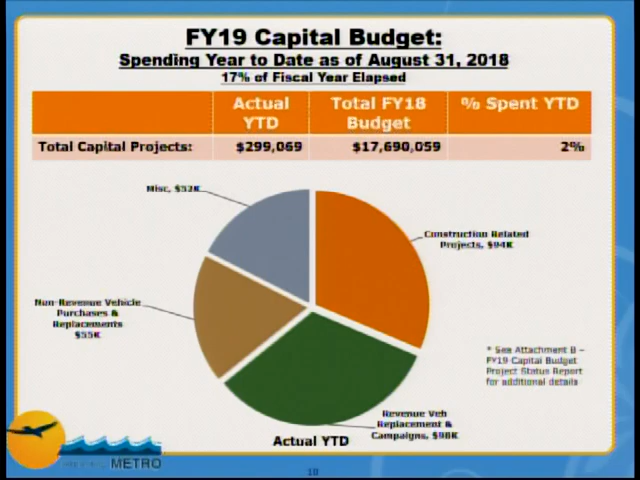 FY19 Capital Budget:
Spending Year to Date as of August 31, 2018
17% of Fiscal Year Elapsed
Actual YTD
Total FY18 Budget
% Spent YTD
Total Capital Projects: $299,069 $17,690,059 2%
Misc, $52K
Construction Related
Projects, $94K
Non-Revenue Vehicle
Purchases &
Replacements
$55K
* See Attachment B –
FY19 Capital Budget
Project Status Report
for additional details
Revenue Veh
Replacement &
Campaigns, $98K
Actual YTD
METRO
10